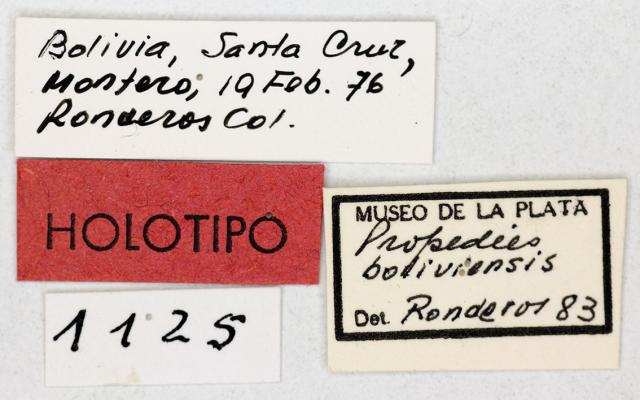 Bolivia, Santa Cruz,
Montero, 19 Feb. 76
Ronderos Col.
HOLOTIPO
MUSEO DE LA PLATA
Propedies
boliviensis
Det. Ronderos 83
1125